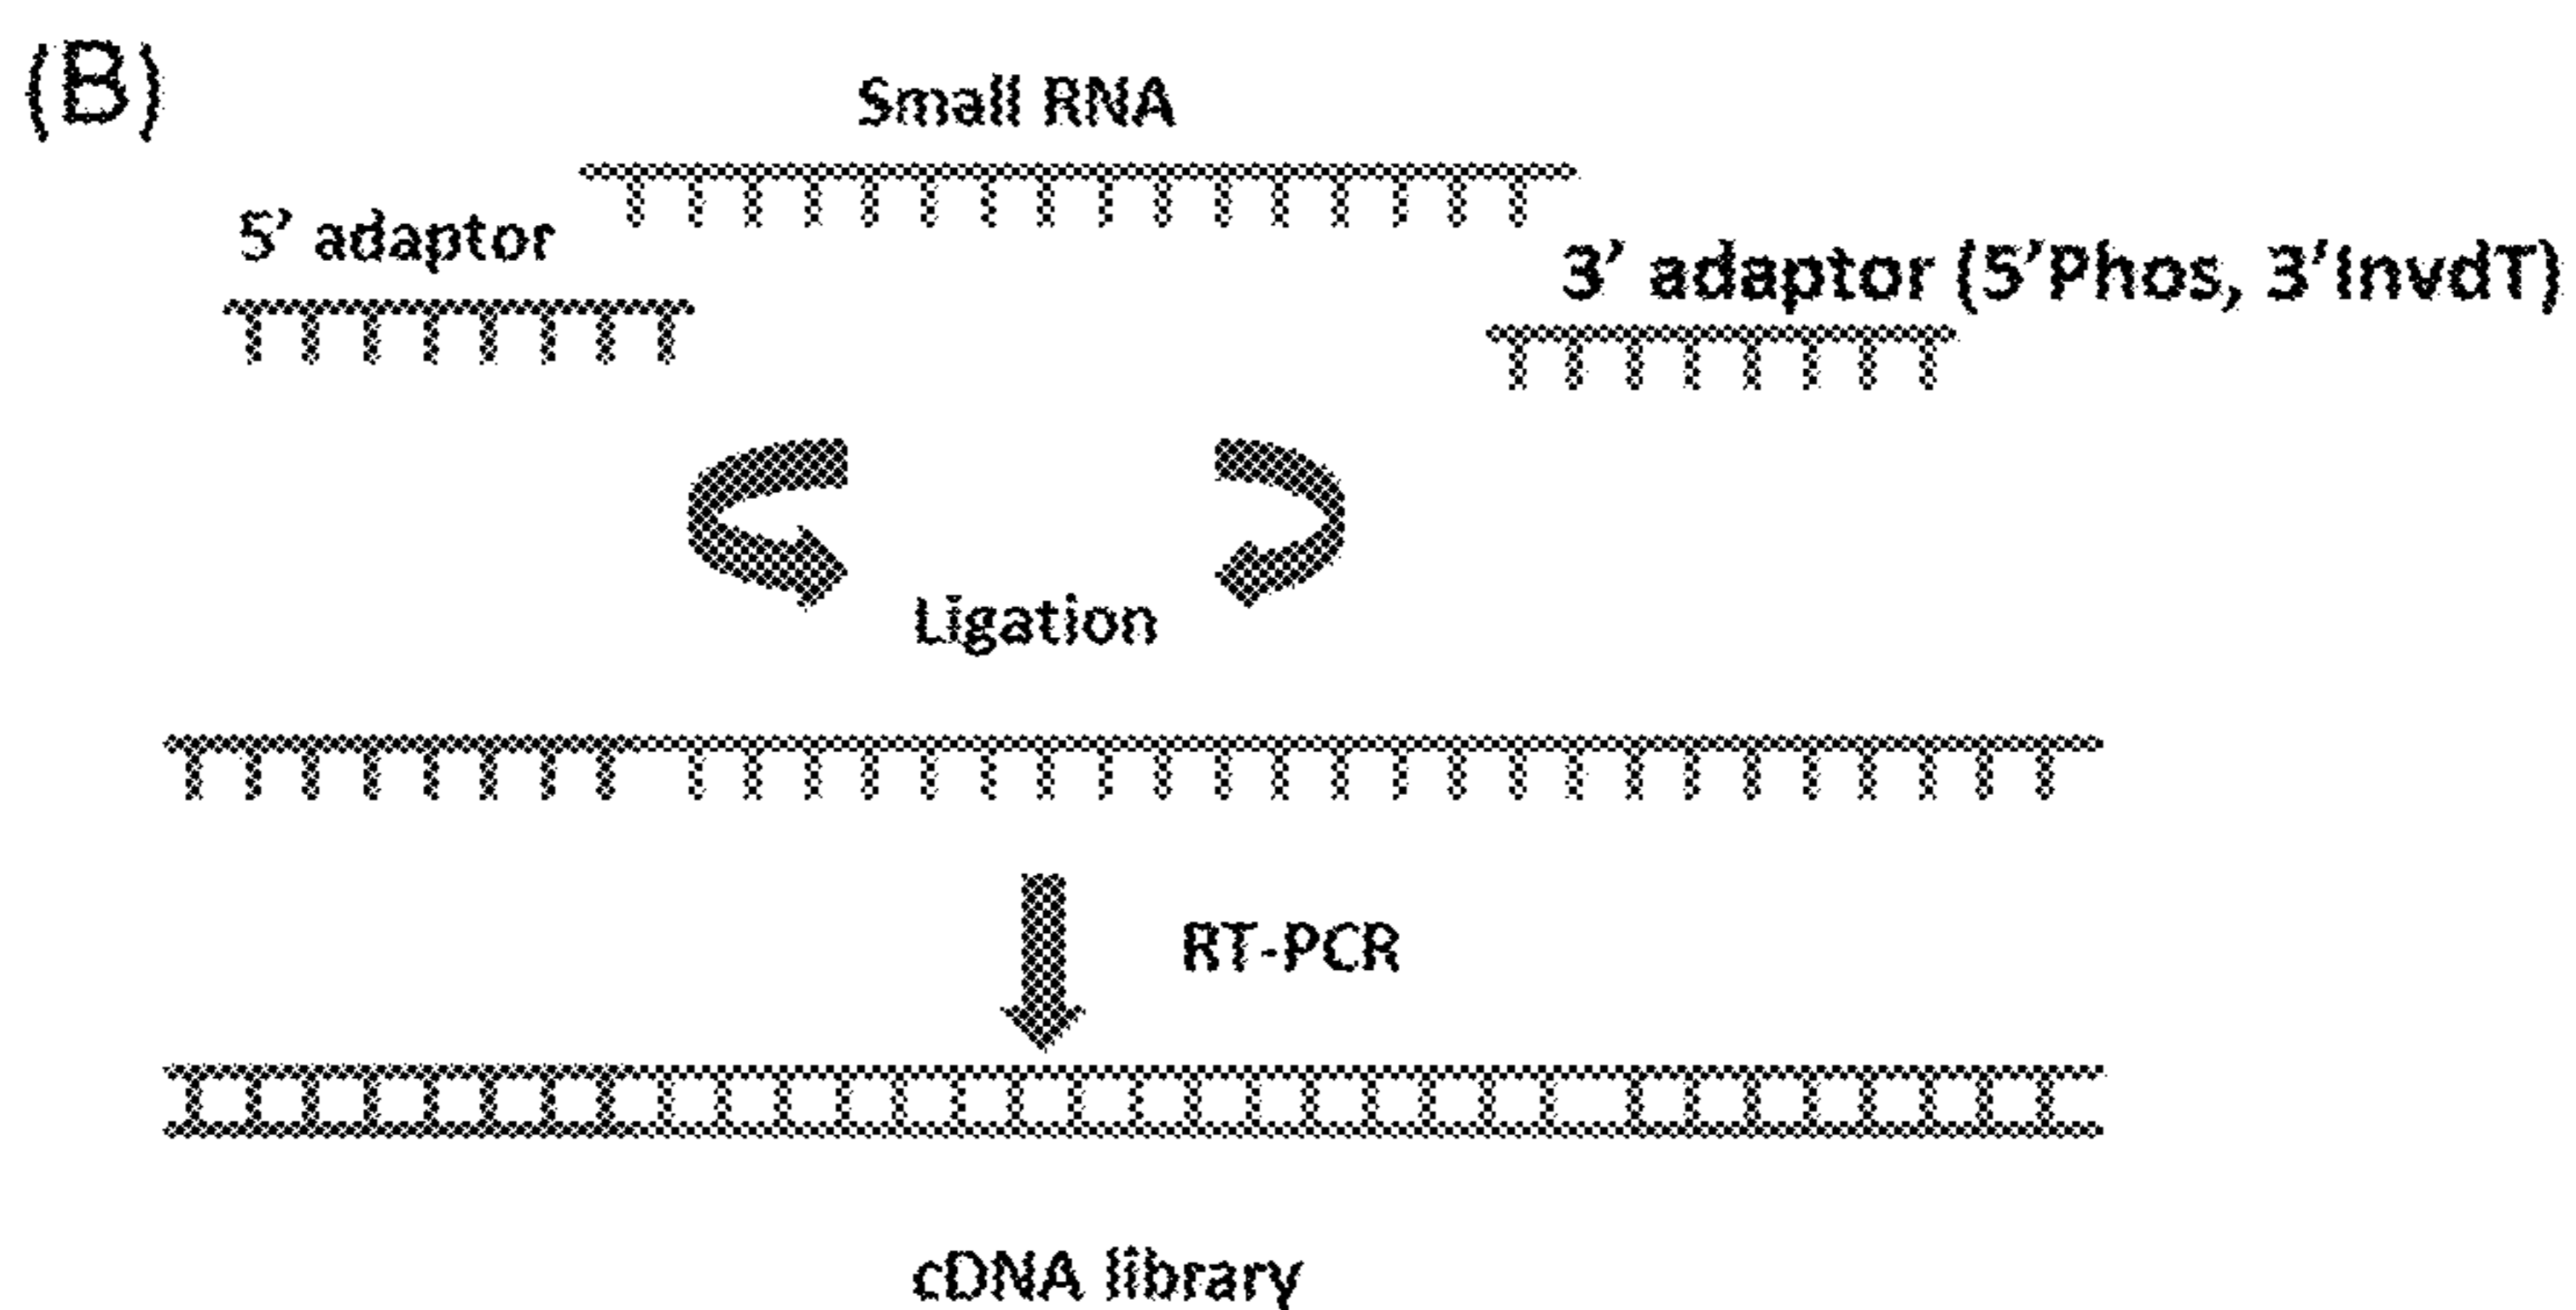 (B)
Small RNA
5’ adaptor
3’ adaptor (5’Phos, 3’InvdT)
Ligation
RT-PCR
cDNA library